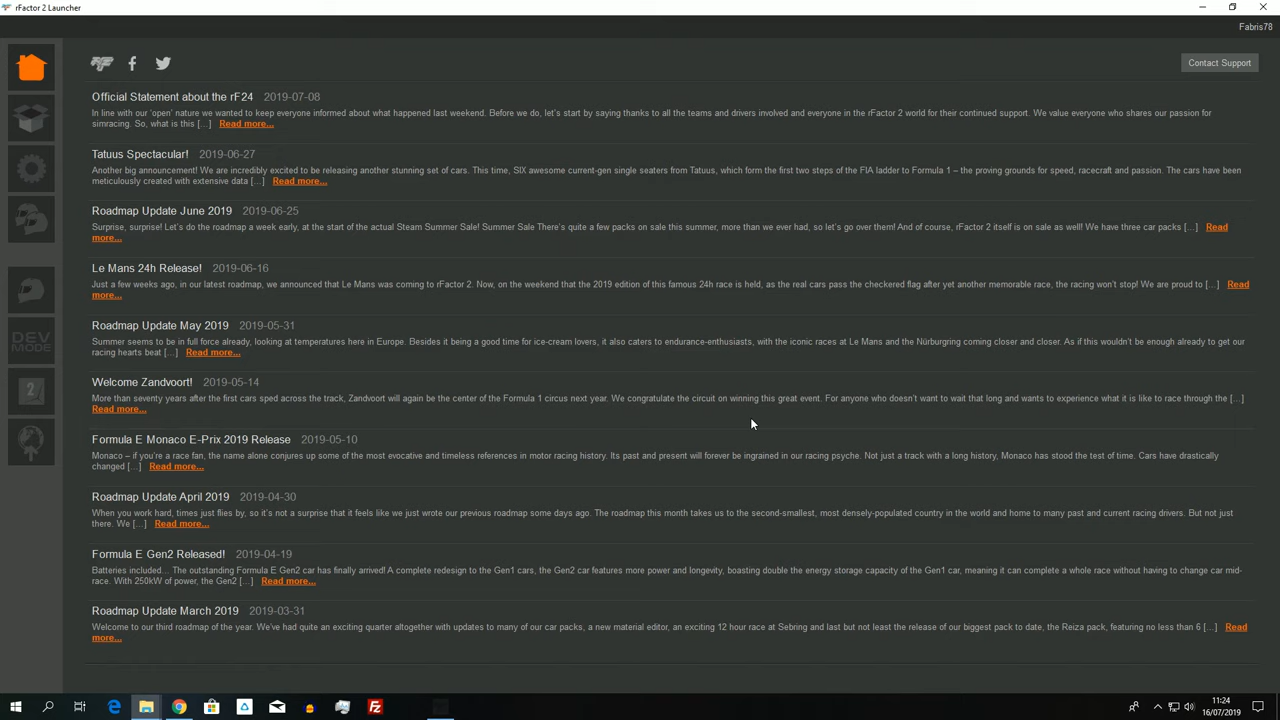 rFactor 2 Launcher
Fabris78
Contact Support
Official Statement about the rF24 2019-07-08
In line with our 'open' nature we wanted to keep everyone informed about what happened last weekend. Before we do, let's start by saying thanks to all the teams and drivers involved and everyone in the rFactor 2 world for their continued support. We value everyone who shares our passion for
simracing. So, what is this [...] Read more...
Tatuus Spectacular! 2019-06-27
Another big announcement! We are incredibly excited to be releasing another stunning set of cars. This time, SIX awesome current-gen single seaters from Tatuus, which form the first two steps of the FIA ladder to Formula 1 – the proving grounds for speed, racecraft and passion. The cars have been
meticulously created with extensive data [...] Read more...
Roadmap Update June 2019 2019-06-25
Surprise, surprise! Let's do the roadmap a week early, at the start of the actual Steam Summer Sale! Summer Sale There's quite a few packs on sale this summer, more than we ever had, so let's go over them! And of course, rFactor 2 itself is on sale as well! We have three car packs [...] Read
more...
Le Mans 24h Release! 2019-06-16
Just a few weeks ago, in our latest roadmap, we announced that Le Mans was coming to rFactor 2. Now, on the weekend that the 2019 edition of this famous 24h race is held, as the real cars pass the checkered flag after yet another memorable race, the racing won't stop! We are proud to [...] Read
more...
Roadmap Update May 2019 2019-05-31
Summer seems to be in full force already, looking at temperatures here in Europe. Besides it being a good time for ice-cream lovers, it also caters to endurance-enthusiasts, with the iconic races at Le Mans and the Nürburgring coming closer and closer. As if this wouldn't be enough already to get our
racing hearts beat [...] Read more...
DEV
MODE
Welcome Zandvoort! 2019-05-14
More than seventy years after the first cars sped across the track, Zandvoort will again be the center of the Formula 1 circus next year. We congratulate the circuit on winning this great event. For anyone who doesn't want to wait that long and wants to experience what it is like to race through the [...]
Read more...
2
Formula E Monaco E-Prix 2019 Release 2019-05-10
Monaco – if you're a race fan, the name alone conjures up some of the most evocative and timeless references in motor racing history. Its past and present will forever be ingrained in our racing psyche. Not just a track with a long history, Monaco has stood the test of time. Cars have drastically
changed [...] Read more...
Roadmap Update April 2019 2019-04-30
When you work hard, times just flies by, so it's not a surprise that it feels like we just wrote our previous roadmap some days ago. The roadmap this month takes us to the second-smallest, most densely-populated country in the world and home to many past and current racing drivers. But not just
there. We [...] Read more...
Formula E Gen2 Released! 2019-04-19
Batteries included... The outstanding Formula E Gen2 car has finally arrived! A complete redesign to the Gen1 cars, the Gen2 car features more power and longevity, boasting double the energy storage capacity of the Gen1 car, meaning it can complete a whole race without having to change car mid-
race. With 250kW of power, the Gen2 [...] Read more...
Roadmap Update March 2019 2019-03-31
Welcome to our third roadmap of the year. We've had quite an exciting quarter altogether with updates to many of our car packs, a new material editor, an exciting 12 hour race at Sebring and last but not least the release of our biggest pack to date, the Reiza pack, featuring no less than 6 [...] Read
more...
11:24
16/07/2019